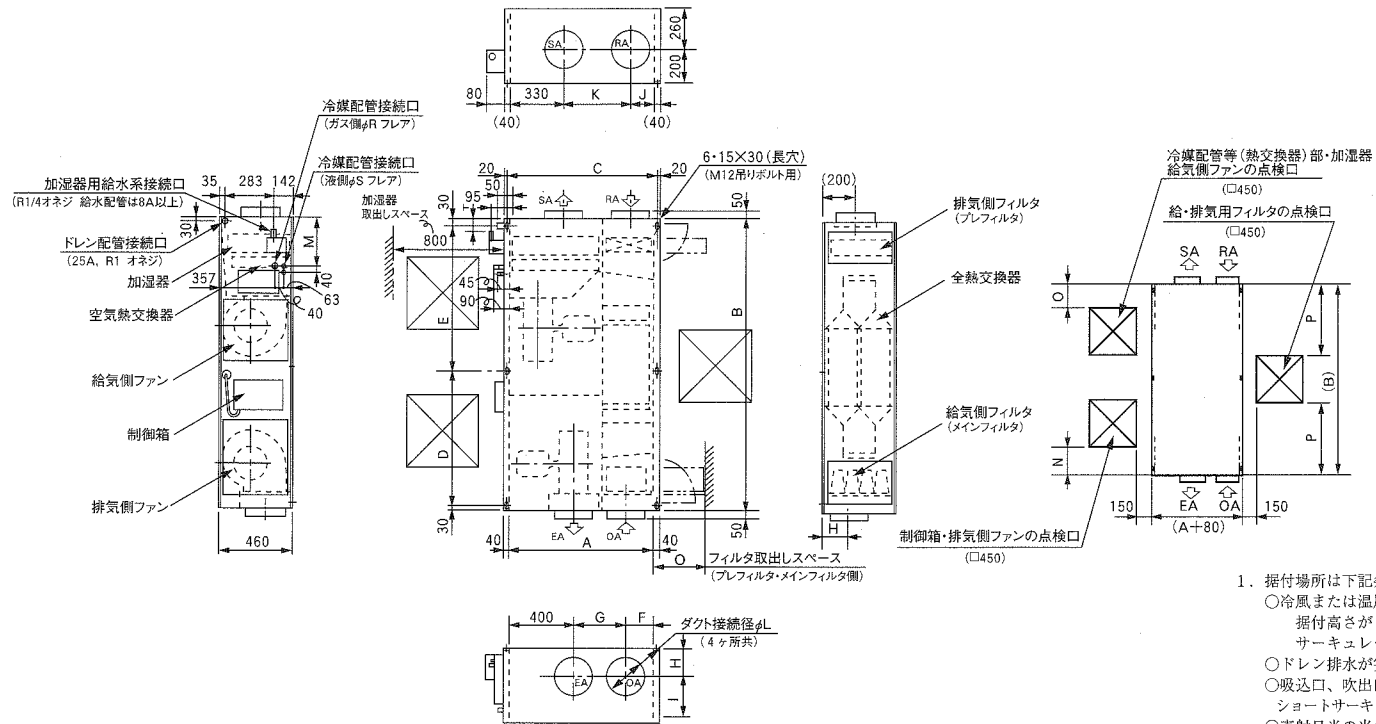 SA
RA
260
200
80
330
K
J
(40)
(40)
冷媒配管接続口
(ガス側φR フレア)
冷媒配管接続口
(液側φS フレア)
加湿器用給水系接続口
(R1/4オネジ 給水配管は8A以上)
35
283
142
30
ドレン配管接続口
(25A、R1 オネジ)
加湿器
357
空気熱交換器
M
40
63
40
給気側ファン
制御箱
排気側ファン
460
20
C
20
50
95
30
T
加湿器
取出しスペース
800
45
90
SA
RA
6・15×30(長穴)
(M12吊りボルト用)
50
E
B
D
30
50
40
A
40
EA
OA
O
フィルタ取出しスペース
(プレフィルタ・メインフィルタ側)
400
G
F
ダクト接続径φL
(4ヶ所共)
EA
OA
H
I
(200)
排気側フィルタ
(プレフィルタ)
全熱交換器
給気側フィルタ
(メインフィルタ)
H
冷媒配管等(熱交換器)部・加湿器
給気側ファンの点検口
(□450)
給・排気用フィルタの点検口
(□450)
SA
RA
O
P
(B)
P
N
EA
OA
150
150
(A+80)
制御箱・排気側ファンの点検口
(□450)
1. 据付場所は下記
○冷風または温
据付高さが
サーキュレ
○ドレン排水が
○吸込口、吹出口
ショートサーキ